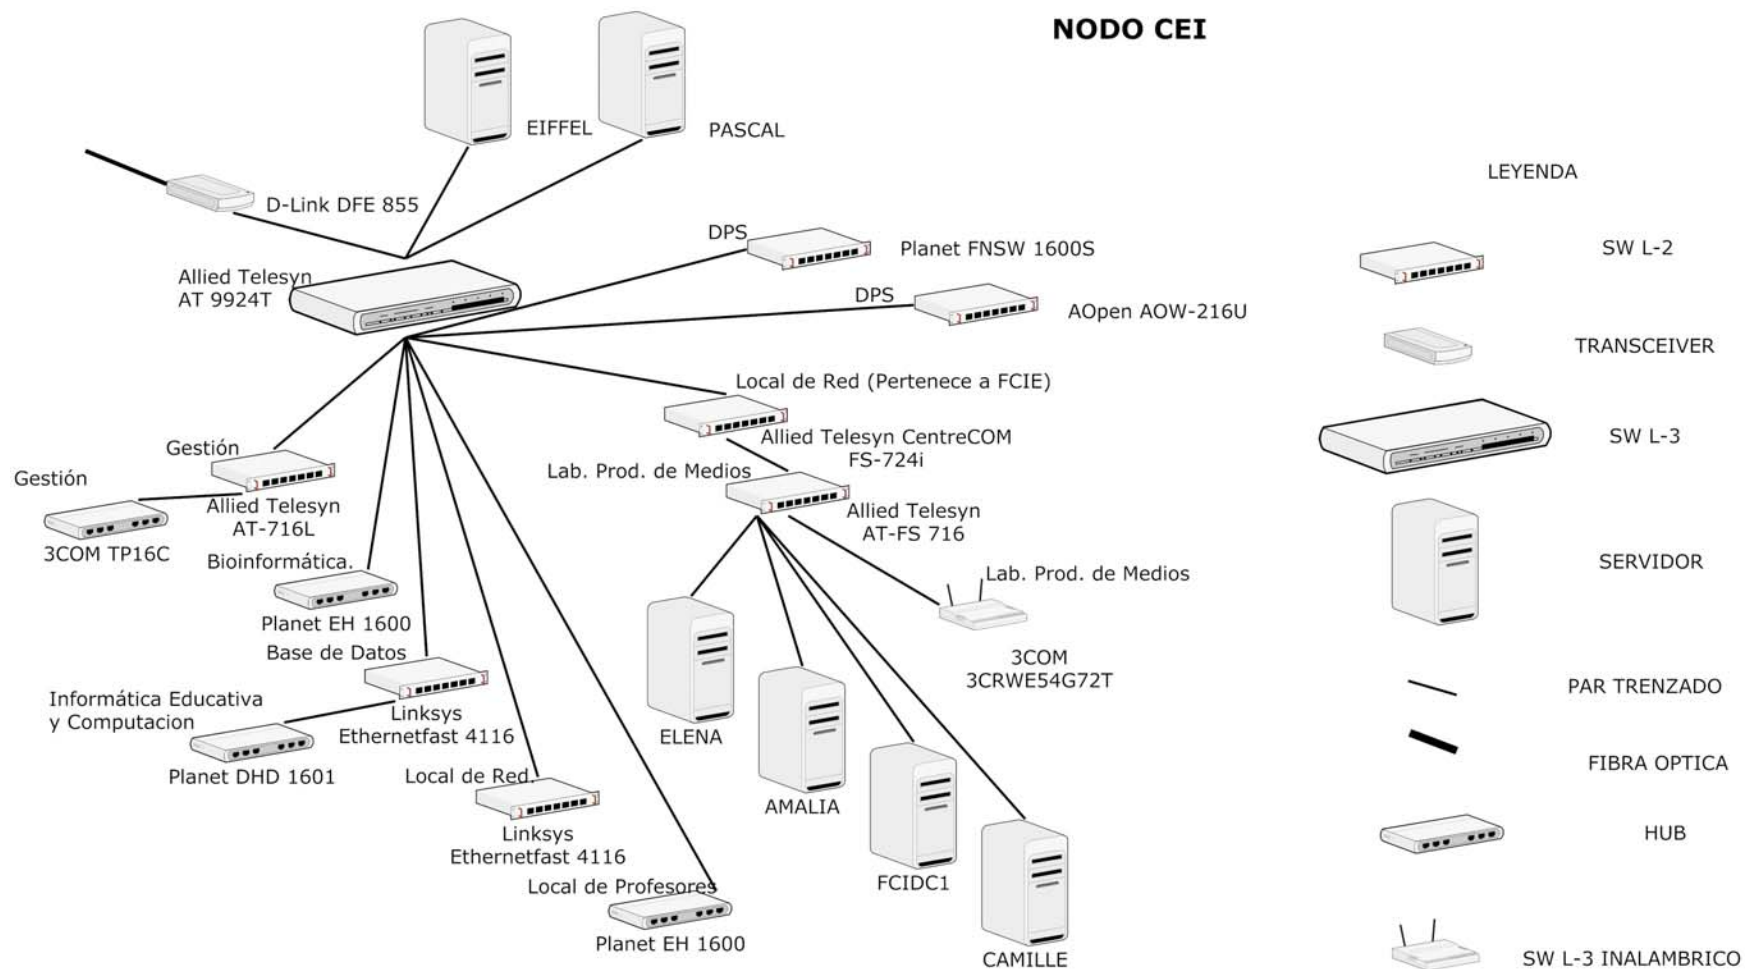 NODO CEI
EIFFEL
PASCAL
D-Link DFE 855
Allied Telesyn
AT 9924T
DPS
Planet FNSW 1600S
DPS
AOpen AOW-216U
Local de Red (Pertenece a FCIE)
Allied Telesyn CentreCOM
FS-724i
Lab. Prod. de Medios
Allied Telesyn
AT-FS 716
Lab. Prod. de Medios
3COM
3CRWE54G72T
Gestión
Allied Telesyn
AT-716L
Gestión
3COM TP16C
Bioinformática.
Planet EH 1600
Base de Datos
Linksys
Ethernetfast 4116
Informática Educativa
y Computacion
Planet DHD 1601
Local de Red.
Linksys
Ethernetfast 4116
Local de Profesores
Planet EH 1600
ELENA
AMALIA
FCIDC1
CAMILLE
LEYENDA
SW L-2
TRANSCEIVER
SW L-3
SERVIDOR
PAR TRENZADO
FIBRA OPTICA
HUB
SW L-3 INALAMBRICO